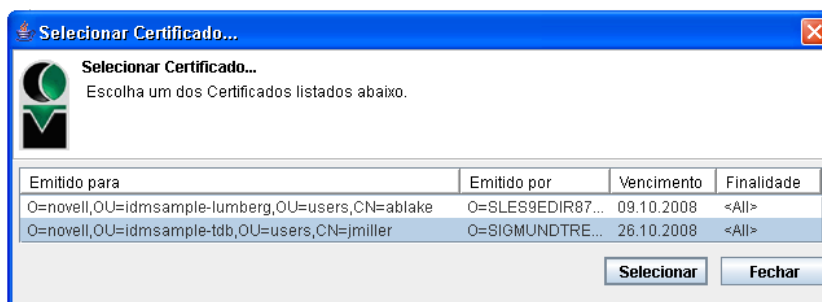 Selecionar Certificado...
Selecionar Certificado...
Escolha um dos Certificados listados abaixo.
Emitido para Emitido por Vencimento Finalidade
O=novell,OU=idmsample-lumberg,OU=users,CN=ablake O=SLES9EDIR87... 09.10.2008 <All>
O=novell,OU=idmsample-tdb,OU=users,CN=jmiller O=SIGMUNDTRE... 26.10.2008 <All>
Selecionar Fechar